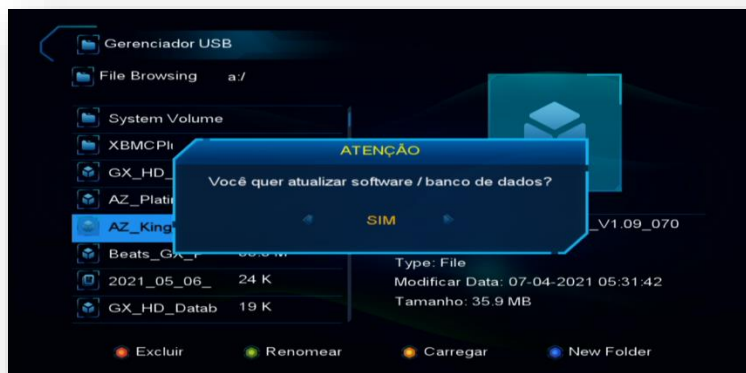 Gerenciador USB
File Browsing a:/
System Volume
XBMCPl
GX_HD_
AZ_Plati
AZ_King
Beats_GX_P
2021_05_06_ 24 K
GX_HD_Datab 19 K
ATENÇÃO
Você quer atualizar software / banco de dados?
SIM
_V1.09_070
Type: File
Modificar Data: 07-04-2021 05:31:42
Tamanho: 35.9 MB
Excluir Renomear Carregar New Folder